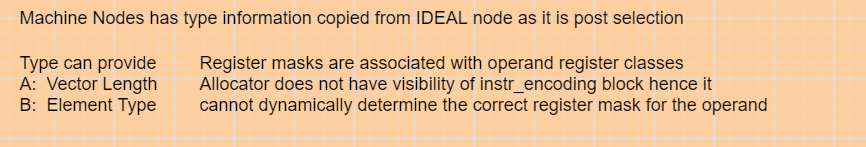 Machine Nodes has type information copied from IDEAL node as it is post selection
Type can provide
A: Vector Length
B: Element Type
Register masks are associated with operand register classes
Allocator does not have visibility of instr_encoding block hence it
cannot dynamically determine the correct register mask for the operand